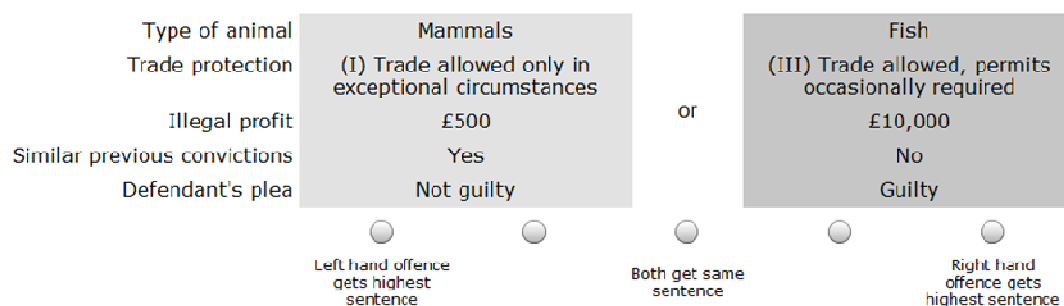 Type of animal Mammals Fish
Trade protection (I) Trade allowed only in exceptional circumstances (III) Trade allowed, permits occasionally required
or
Illegal profit £500 £10,000
Similar previous convictions Yes No
Defendant's plea Not guilty Guilty
Left hand offence gets highest sentence
Both get same sentence
Right hand offence gets highest sentence